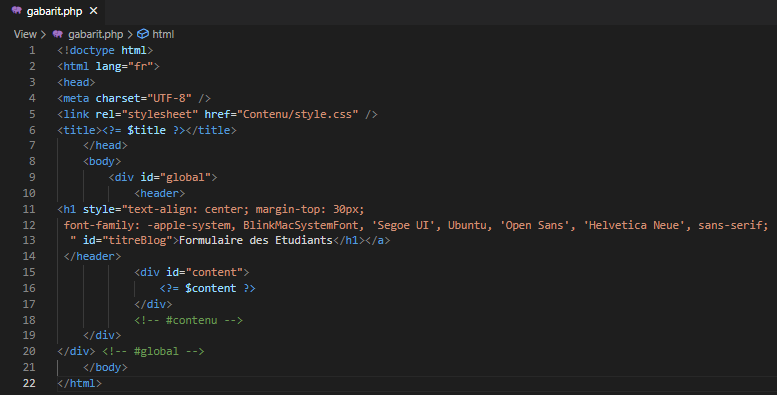 gabarit.php ×
View > gabarit.php > html
1 <!doctype html>
2 <html lang="fr">
3 <head>
4 <meta charset="UTF-8" />
5 <link rel="stylesheet" href="Contenu/style.css" />
6 <title><?= $title ?></title>
7 </head>
8 <body>
9 <div id="global">
10 <header>
11 <h1 style="text-align: center; margin-top: 30px;
12 font-family: -apple-system, BlinkMacSystemFont, 'Segoe UI', Ubuntu, 'Open Sans', 'Helvetica Neue', sans-serif;
13 " id="titreBlog">Formulaire des Etudiants</h1></a>
14 </header>
15 <div id="content">
16 <?= $content ?>
17 </div>
18 <!-- #contenu -->
19 </div>
20 </div> <!-- #global -->
21 </body>
22 </html>